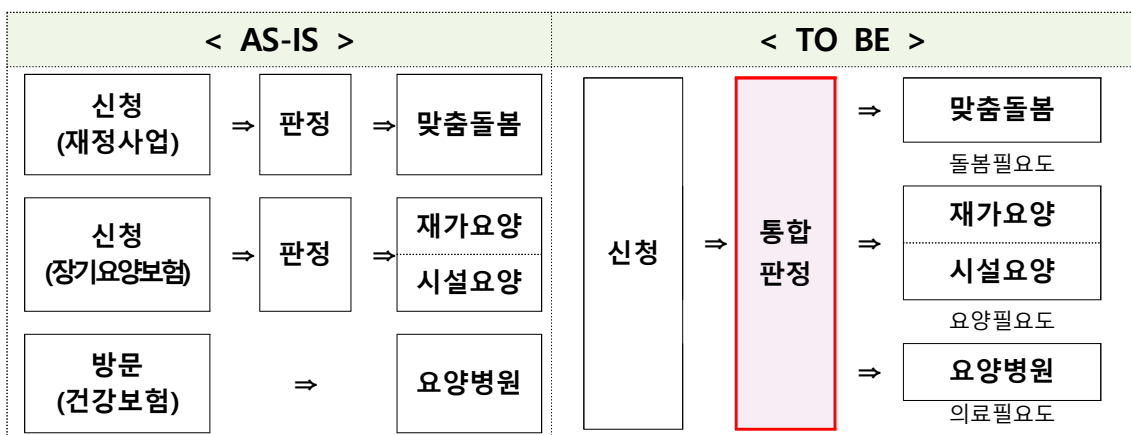 < AS-IS >
신청
(재정사업)
⇒
판정
⇒
맞춤돌봄
신청
(장기요양보험)
⇒
판정
⇒
재가요양
시설요양
방문
(건강보험)
⇒
요양병원
< TO BE >
신청
⇒
통합
판정
⇒
맞춤돌봄
돌봄필요도
⇒
재가요양
시설요양
요양필요도
⇒
요양병원
의료필요도